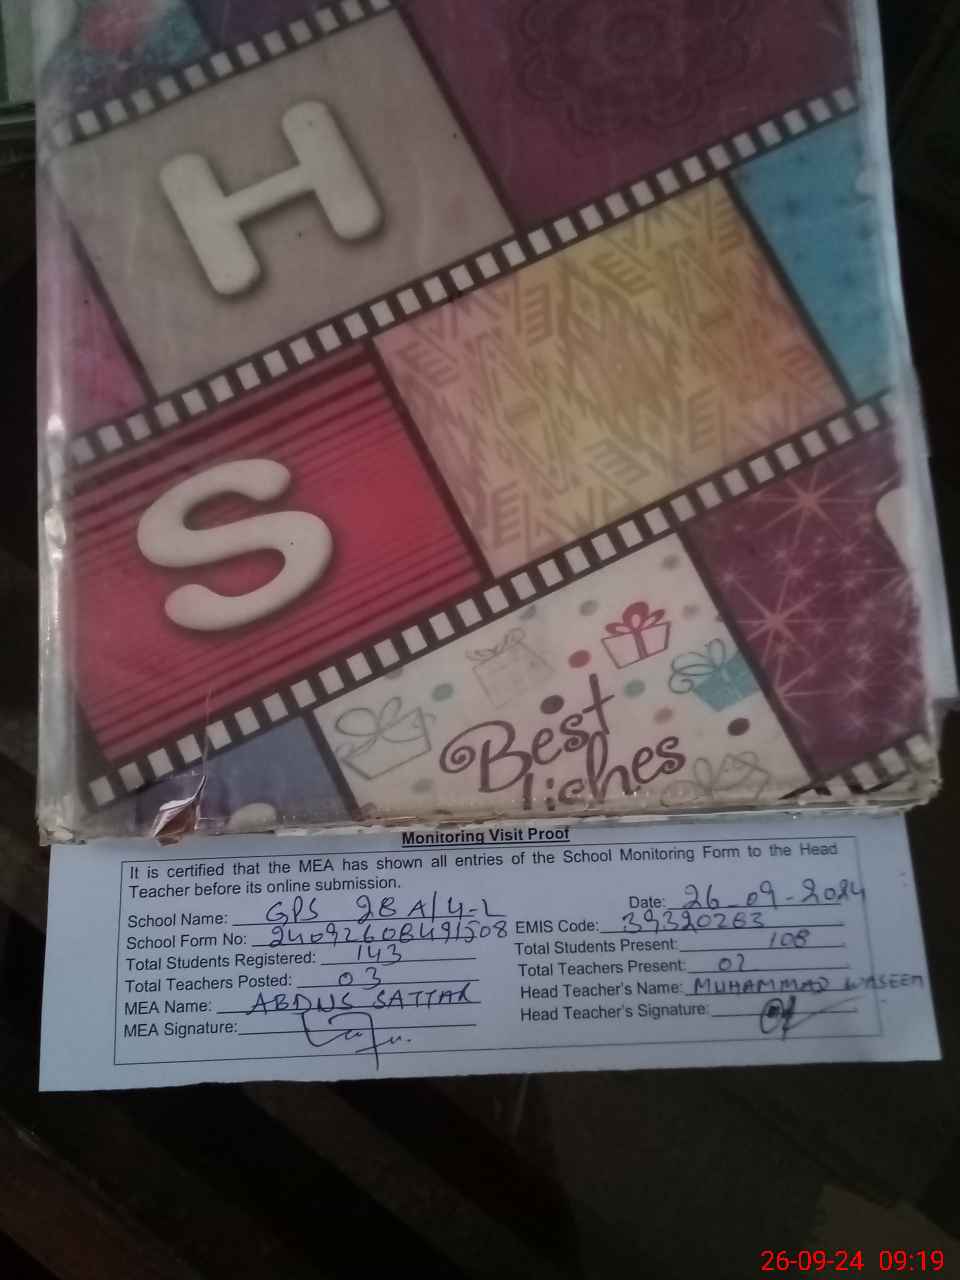 H
S
Best
Monitoring Visit Proof
It is certified that the MEA has shown all entries of the School Monitoring Form to the Head
Teacher before its online submission.
Date: 26-09-2024
School Name: GPS 28 A/4-L
EMIS Code: 39320263
School Form No:
Total Students Present: 108
Total Students Registered: 143
Total Teachers Present: 02
Total Teachers Posted: 03
Head Teacher's Name: MUHAMMAD WASEEM
MEA Name: ABDUS SATTAR
Head Teacher's Signature:
MEA Signature:
26-09-24 09:19